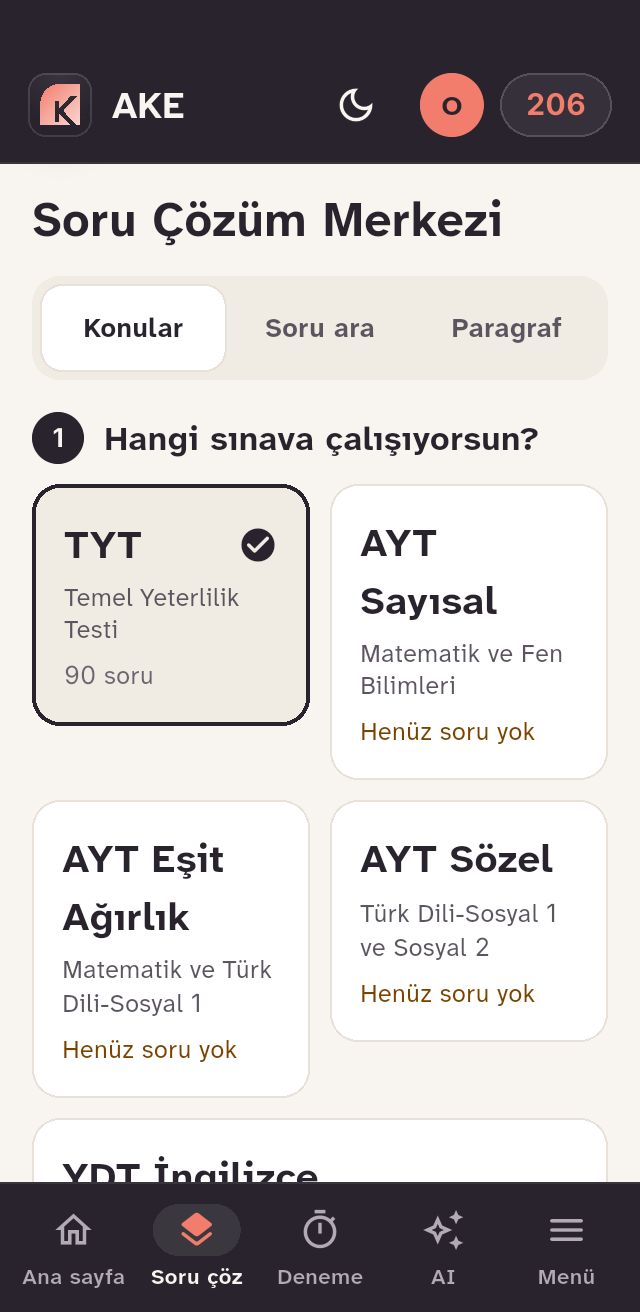 K
AKE
O
206
Soru Çözüm Merkezi
Konular
Soru ara
Paragraf
1
Hangi sınava çalışıyorsun?
TYT
Temel Yeterlilik
Testi
90 soru
AYT
Sayısal
Matematik ve Fen
Bilimleri
Henüz soru yok
AYT Eşit
Ağırlık
Matematik ve Türk
Dili-Sosyal 1
Henüz soru yok
AYT Sözel
Türk Dili-Sosyal 1
ve Sosyal 2
Henüz soru yok
YDT İngilizce
Ana sayfa
Soru çöz
Deneme
AI
Menü